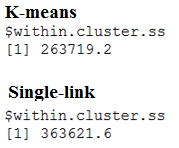 K-means
$within.cluster.ss
[1] 263719.2
Single-link
$within.cluster.ss
[1] 363621.6